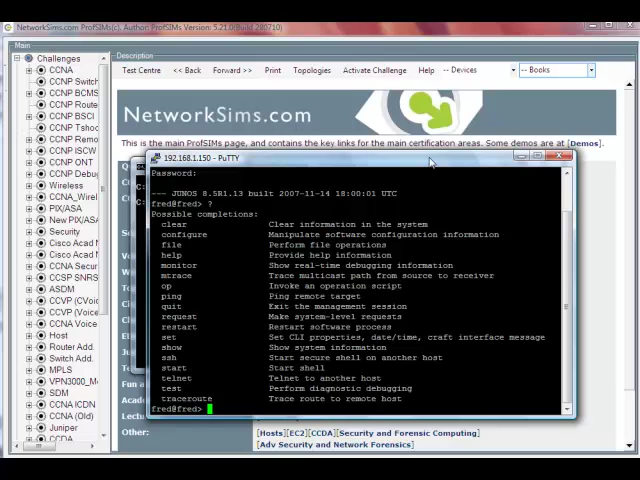 NetworkSims.com ProfSIMs(c). Author: ProfSIMs Version: 5.21.0(Build 280710)
Main
Challenges
CCNA
CCNP Switch
CCNP BCMS
CCNP Route
CCNP BSCI
CCNP Tshoo
CCNP Remo
CCNP ISCW
CCNP ONT
CCNP Debug
Wireless
CCNA_Wirel
PIX/ASA
New PIX/ASA
Security
Cisco Acad N
CCNA Securi
CCSP SNRS
ASDM
CCVP (CVoic
CCVP (Voice
Host
Router Add.
Switch Add.
MPLS
VPN3000_M
SDM
CCNA ICDN
CCNA (Old)
Juniper
CCDA
Description
Test Centre << Back Forward >> Print Topologies Activate Challenge Help -- Devices -- Books
NetworkSims.com
This is the main ProfSIMs page, and contains the key links for the main certification areas. Some demos are at [Demos].
192.168.1.150 - PuTTY
Password:
--- JUNOS 8.5R1.13 built 2007-11-14 18:00:01 UTC
fred@fred> ?
Possible completions:
clear Clear information in the system
configure Manipulate software configuration information
file Perform file operations
help Provide help information
monitor Show real-time debugging information
mtrace Trace multicast path from source to receiver
op Invoke an operation script
ping Ping remote target
quit Exit the management session
request Make system-level requests
restart Restart software process
set Set CLI properties, date/time, craft interface message
show Show system information
ssh Start secure shell on another host
start Start shell
telnet Telnet to another host
test Perform diagnostic debugging
traceroute Trace route to remote host
fred@fred>
Other:
[Hosts][EC2][CCDA][Security and Forensic Computing]
[Adv Security and Network Forensics]